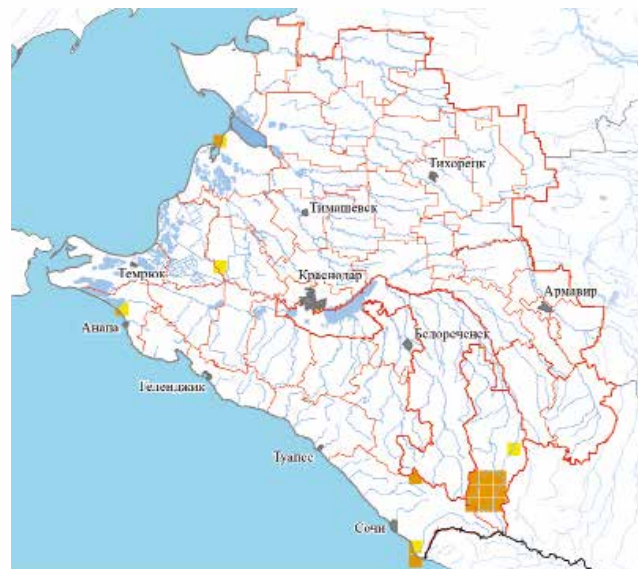 Тихорецк
Тимашевск
Темрюк
Краснодар
Армавир
Анапа
Белореченск
Геленджик
Туапсе
Сочи